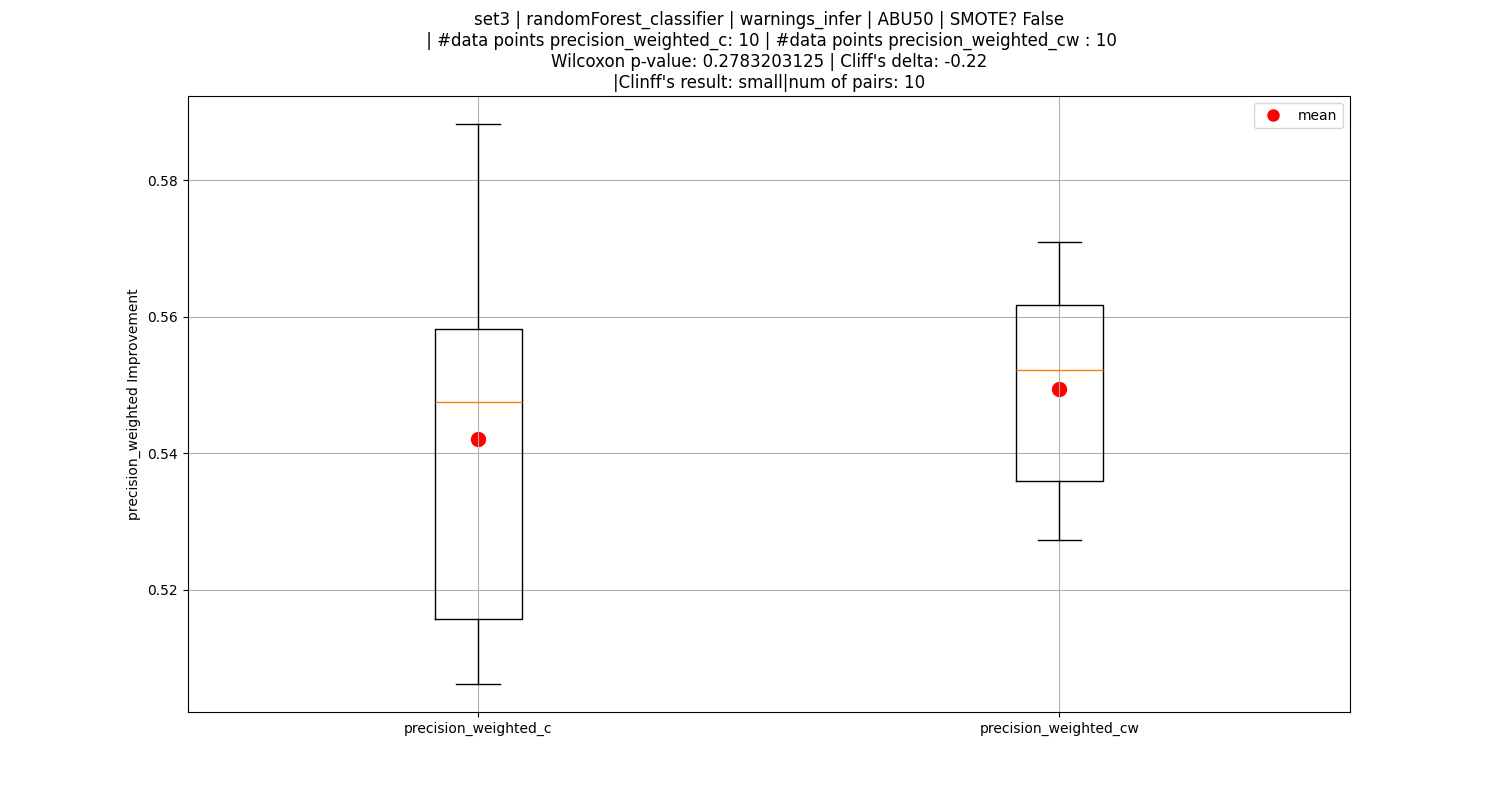 set3 | randomForest_classifier | warnings_infer | ABU50 | SMOTE? False
| #data points precision_weighted_c: 10 | #data points precision_weighted_cw : 10
Wilcoxon p-value: 0.2783203125 | Cliff's delta: -0.22
|Clinff's result: small|num of pairs: 10
mean
0.58
0.56
0.54
0.52
precision_weighted Improvement
precision_weighted_c
precision_weighted_cw